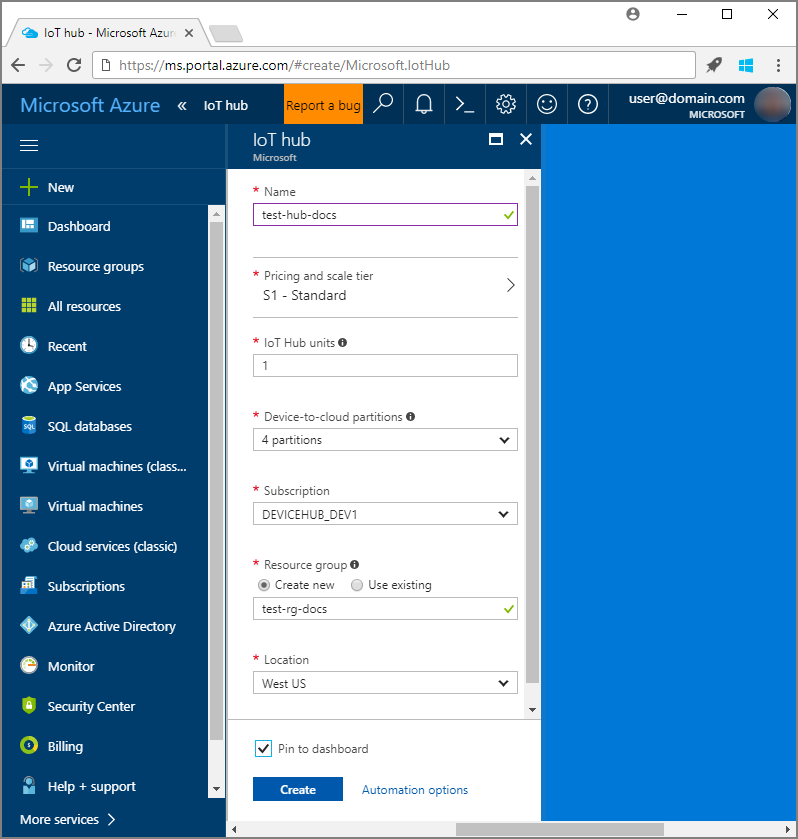 IoT hub - Microsoft Azur
https://ms.portal.azure.com/#create/Microsoft.IotHub
Microsoft Azure « IoT hub Report a bug user@domain.com
MICROSOFT
IoT hub
Microsoft
New
Dashboard
Resource groups
All resources
Recent
App Services
SQL databases
Virtual machines (class...
Virtual machines
Cloud services (classic)
Subscriptions
Azure Active Directory
Monitor
Security Center
Billing
Help + support
More services
* Name
test-hub-docs
* Pricing and scale tier
S1 - Standard
* IoT Hub units
1
* Device-to-cloud partitions
4 partitions
* Subscription
DEVICEHUB_DEV1
* Resource group
Create new Use existing
test-rg-docs
* Location
West US
Pin to dashboard
Create Automation options